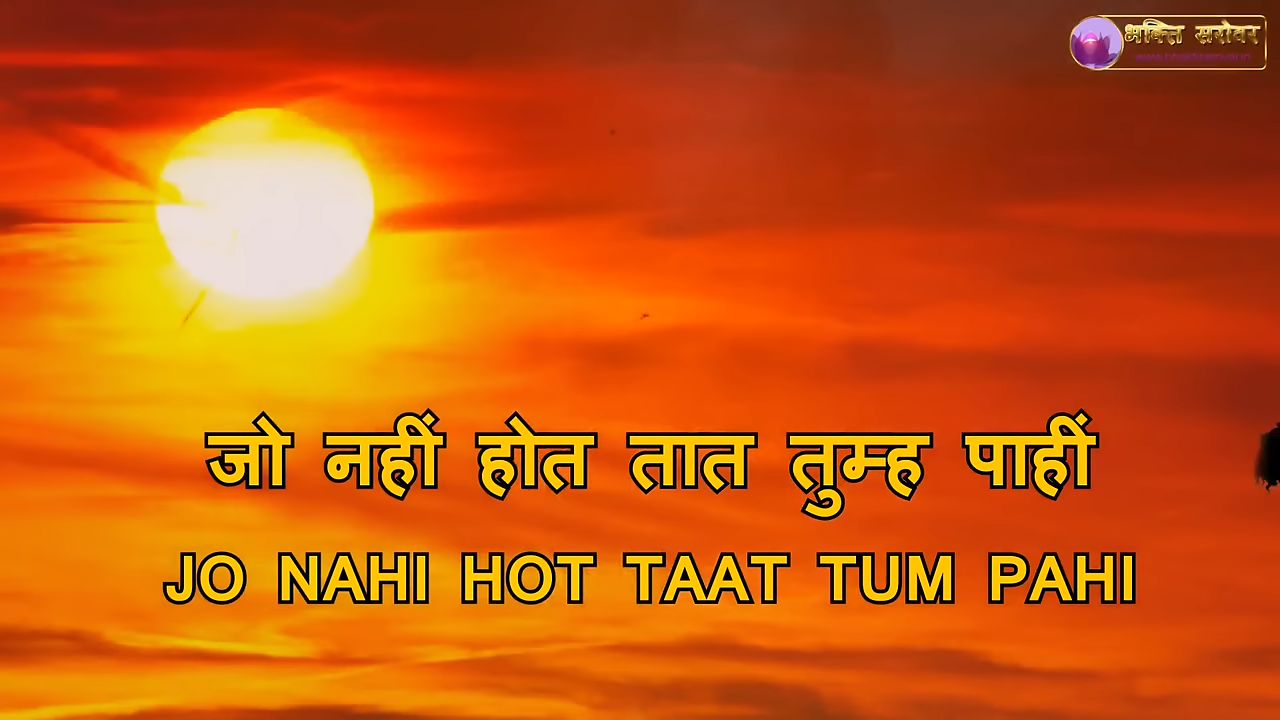 भक्ति सरोवर
जो नहीं होत तात तुम्ह पाहीं
JO NAHI HOT TAAT TUM PAHI